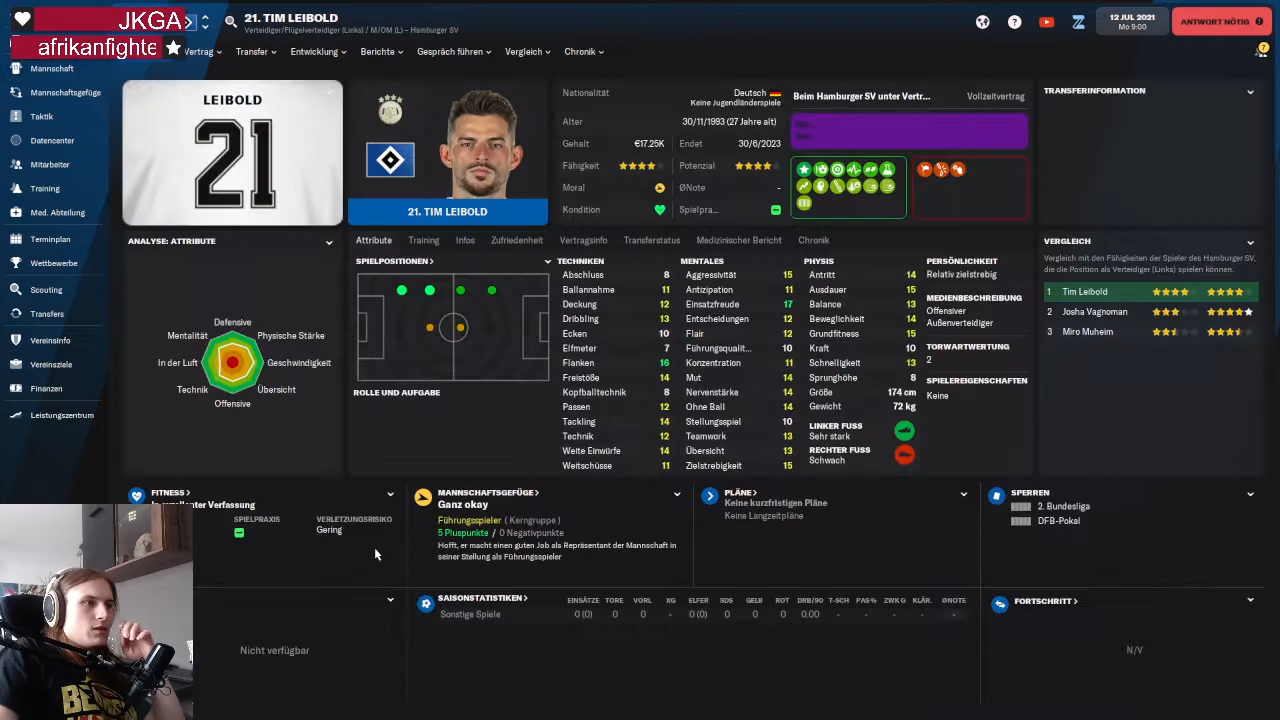 JKGA
afrikanfighte
21. TIM LEIBOLD
Verteidiger/Flügelverteidiger (Links) / M/OM (L) - Hamburger SV
12 JUL 2021
Mo 9:00
ANTWORT NÖTIG
Vertrag
Transfer
Entwicklung
Berichte
Gespräch führen
Vergleich
Chronik
7
Mannschaft
Mannschaftsgefüge
Taktik
Datencenter
Mitarbeiter
Training
Med. Abteilung
Terminplan
Wettbewerbe
Scouting
Transfers
Vereinsinfo
Vereinsziele
Finanzen
Leistungszentrum
LEIBOLD
21
21. TIM LEIBOLD
Nationalität
Deutsch
Keine Jugendländerspiele
Alter
30/11/1993 (27 Jahre alt)
Gehalt
€17.25K
Endet
30/6/2023
Fähigkeit
Potenzial
Moral
ØNote
-
Kondition
Spielpra...
Beim Hamburger SV unter Vertr...
Vollzeitvertrag
TRANSFERINFORMATION
ANALYSE: ATTRIBUTE
Defensive
Mentalität
Physische Stärke
In der Luft
Geschwindigkeit
Technik
Übersicht
Offensive
Attribute
Training
Infos
Zufriedenheit
Vertragsinfo
Transferstatus
Medizinischer Bericht
Chronik
SPIELPOSITIONEN
ROLLE UND AUFGABE
TECHNIKEN
Abschluss 8
Ballannahme 11
Deckung 12
Dribbling 13
Ecken 10
Elfmeter 7
Flanken 16
Freistöße 14
Kopfballtechnik 8
Passen 12
Tackling 14
Technik 12
Weite Einwürfe 14
Weitschüsse 11
MENTALES
Aggressivität 15
Antizipation 11
Einsatzfreude 17
Entscheidungen 12
Flair 12
Führungsqualit... 10
Konzentration 11
Mut 14
Nervenstärke 14
Ohne Ball 14
Stellungsspiel 10
Teamwork 13
Übersicht 13
Zielstrebigkeit 15
PHYSIS
Antritt 14
Ausdauer 15
Balance 13
Beweglichkeit 14
Grundfitness 15
Kraft 10
Schnelligkeit 13
Sprunghöhe 8
Größe 174 cm
Gewicht 72 kg
LINKER FUSS
Sehr stark
RECHTER FUSS
Schwach
PERSÖNLICHKEIT
Relativ zielstrebig
MEDIENBESCHREIBUNG
Offensiver
Außenverteidiger
TORWARTWERTUNG
2
SPIELEREIGENSCHAFTEN
Keine
VERGLEICH
Vergleich mit den Fähigkeiten der Spieler des Hamburger SV,
die die Position als Verteidiger (Links) spielen können.
1 Tim Leibold
2 Josha Vagnoman
3 Miro Muheim
FITNESS
In exzellenter Verfassung
SPIELPRAXIS
VERLETZUNGSRISIKO
Gering
MANNSCHAFTSGEFÜGE
Ganz okay
Führungsspieler (Kerngruppe)
5 Pluspunkte / 0 Negativpunkte
Hofft, er macht einen guten Job als Repräsentant der Mannschaft in
seiner Stellung als Führungsspieler
PLÄNE
Keine kurzfristigen Pläne
Keine Langzeitpläne
SPERREN
2. Bundesliga
DFB-Pokal
Nicht verfügbar
SAISONSTATISTIKEN
EINSÄTZE TORE VORL XG ELFER SDS GELB ROT DRB/90 T-SCH PAS% ZWK G KLÄR. ØNOTE
Sonstige Spiele 0 (0) 0 0 - 0 (0) 0 0 0 0.00 - - - - -
FORTSCHRITT
N/V